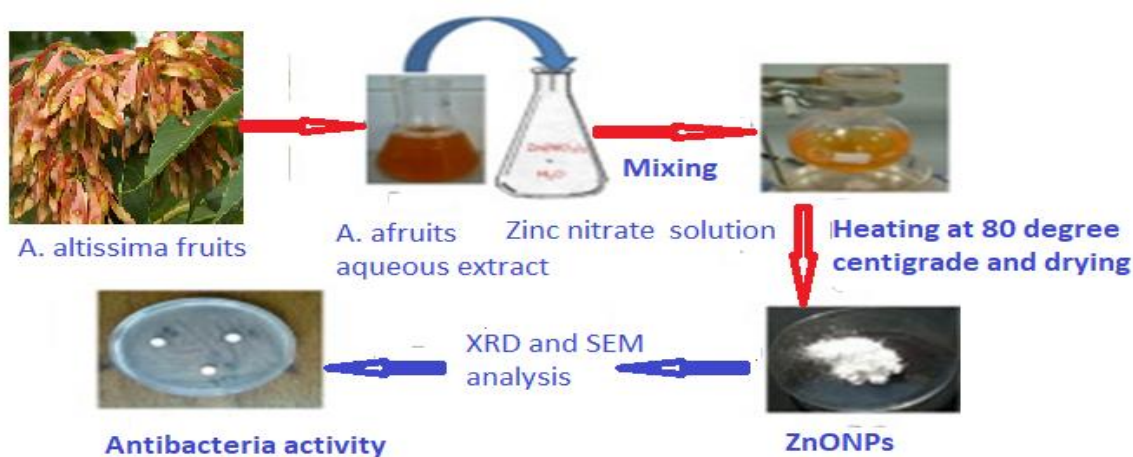 A. altissima fruits
A. afruits
aqueous extract
Zinc nitrate solution
H₂O
Mixing
Heating at 80 degree
centigrade and drying
ZnONPs
XRD and SEM
analysis
Antibacteria activity